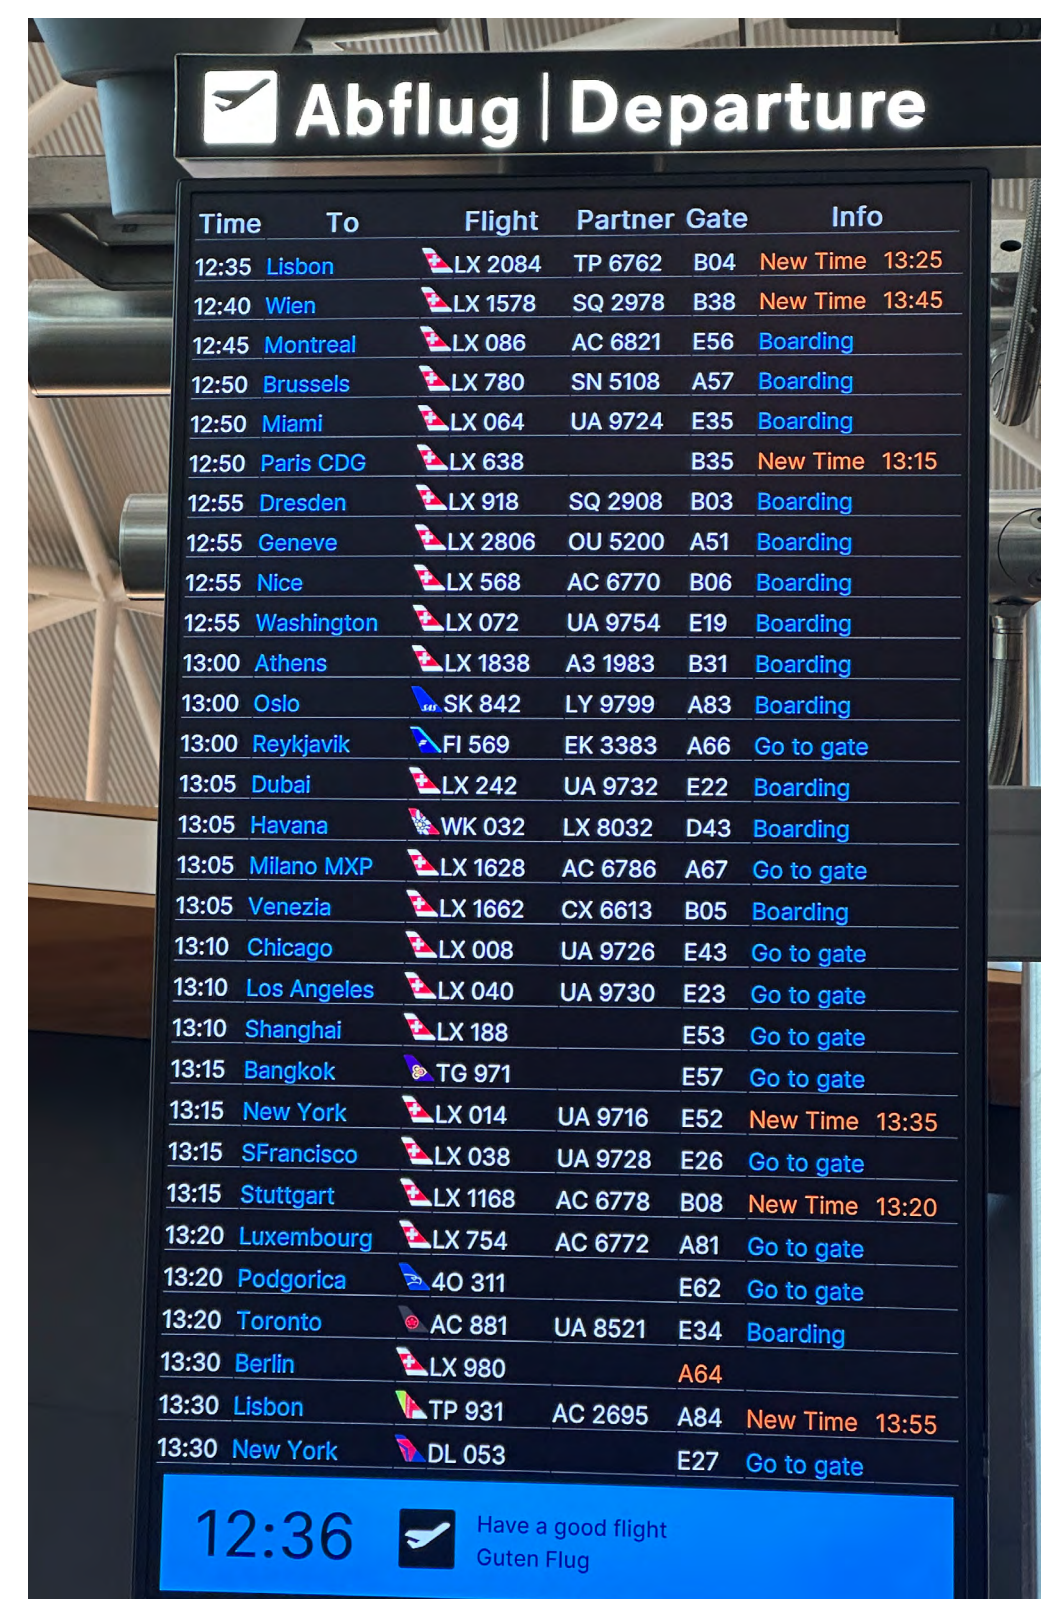 Abflug | Departure
Time To Flight Partner Gate Info
12:35 Lisbon LX 2084 TP 6762 B04 New Time 13:25
12:40 Wien LX 1578 SQ 2978 B38 New Time 13:45
12:45 Montreal LX 086 AC 6821 E56 Boarding
12:50 Brussels LX 780 SN 5108 A57 Boarding
12:50 Miami LX 064 UA 9724 E35 Boarding
12:50 Paris CDG LX 638 B35 New Time 13:15
12:55 Dresden LX 918 SQ 2908 B03 Boarding
12:55 Geneve LX 2806 OU 5200 A51 Boarding
12:55 Nice LX 568 AC 6770 B06 Boarding
12:55 Washington LX 072 UA 9754 E19 Boarding
13:00 Athens LX 1838 A3 1983 B31 Boarding
13:00 Oslo SK 842 LY 9799 A83 Boarding
13:00 Reykjavik FI 569 EK 3383 A66 Go to gate
13:05 Dubai LX 242 UA 9732 E22 Boarding
13:05 Havana WK 032 LX 8032 D43 Boarding
13:05 Milano MXP LX 1628 AC 6786 A67 Go to gate
13:05 Venezia LX 1662 CX 6613 B05 Boarding
13:10 Chicago LX 008 UA 9726 E43 Go to gate
13:10 Los Angeles LX 040 UA 9730 E23 Go to gate
13:10 Shanghai LX 188 E53 Go to gate
13:15 Bangkok TG 971 E57 Go to gate
13:15 New York LX 014 UA 9716 E52 New Time 13:35
13:15 SFrancisco LX 038 UA 9728 E26 Go to gate
13:15 Stuttgart LX 1168 AC 6778 B08 New Time 13:20
13:20 Luxembourg LX 754 AC 6772 A81 Go to gate
13:20 Podgorica 4O 311 E62 Go to gate
13:20 Toronto AC 881 UA 8521 E34 Boarding
13:30 Berlin LX 980 A64
13:30 Lisbon TP 931 AC 2695 A84 New Time 13:55
13:30 New York DL 053 E27 Go to gate
12:36
Have a good flight
Guten Flug